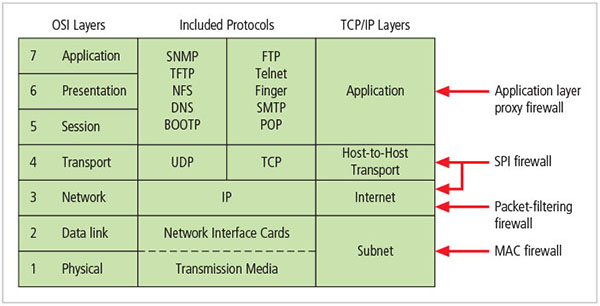 OSI Layers Included Protocols TCP/IP Layers
7 Application
6 Presentation
5 Session
SNMP FTP
TFTP Telnet
NFS Finger
DNS SMTP
BOOTP POP
Application
Application layer
proxy firewall
4 Transport
UDP
TCP
Host-to-Host
Transport
SPI firewall
3 Network
IP
Internet
Packet-filtering
firewall
2 Data link
Network Interface Cards
Subnet
MAC firewall
1 Physical
Transmission Media